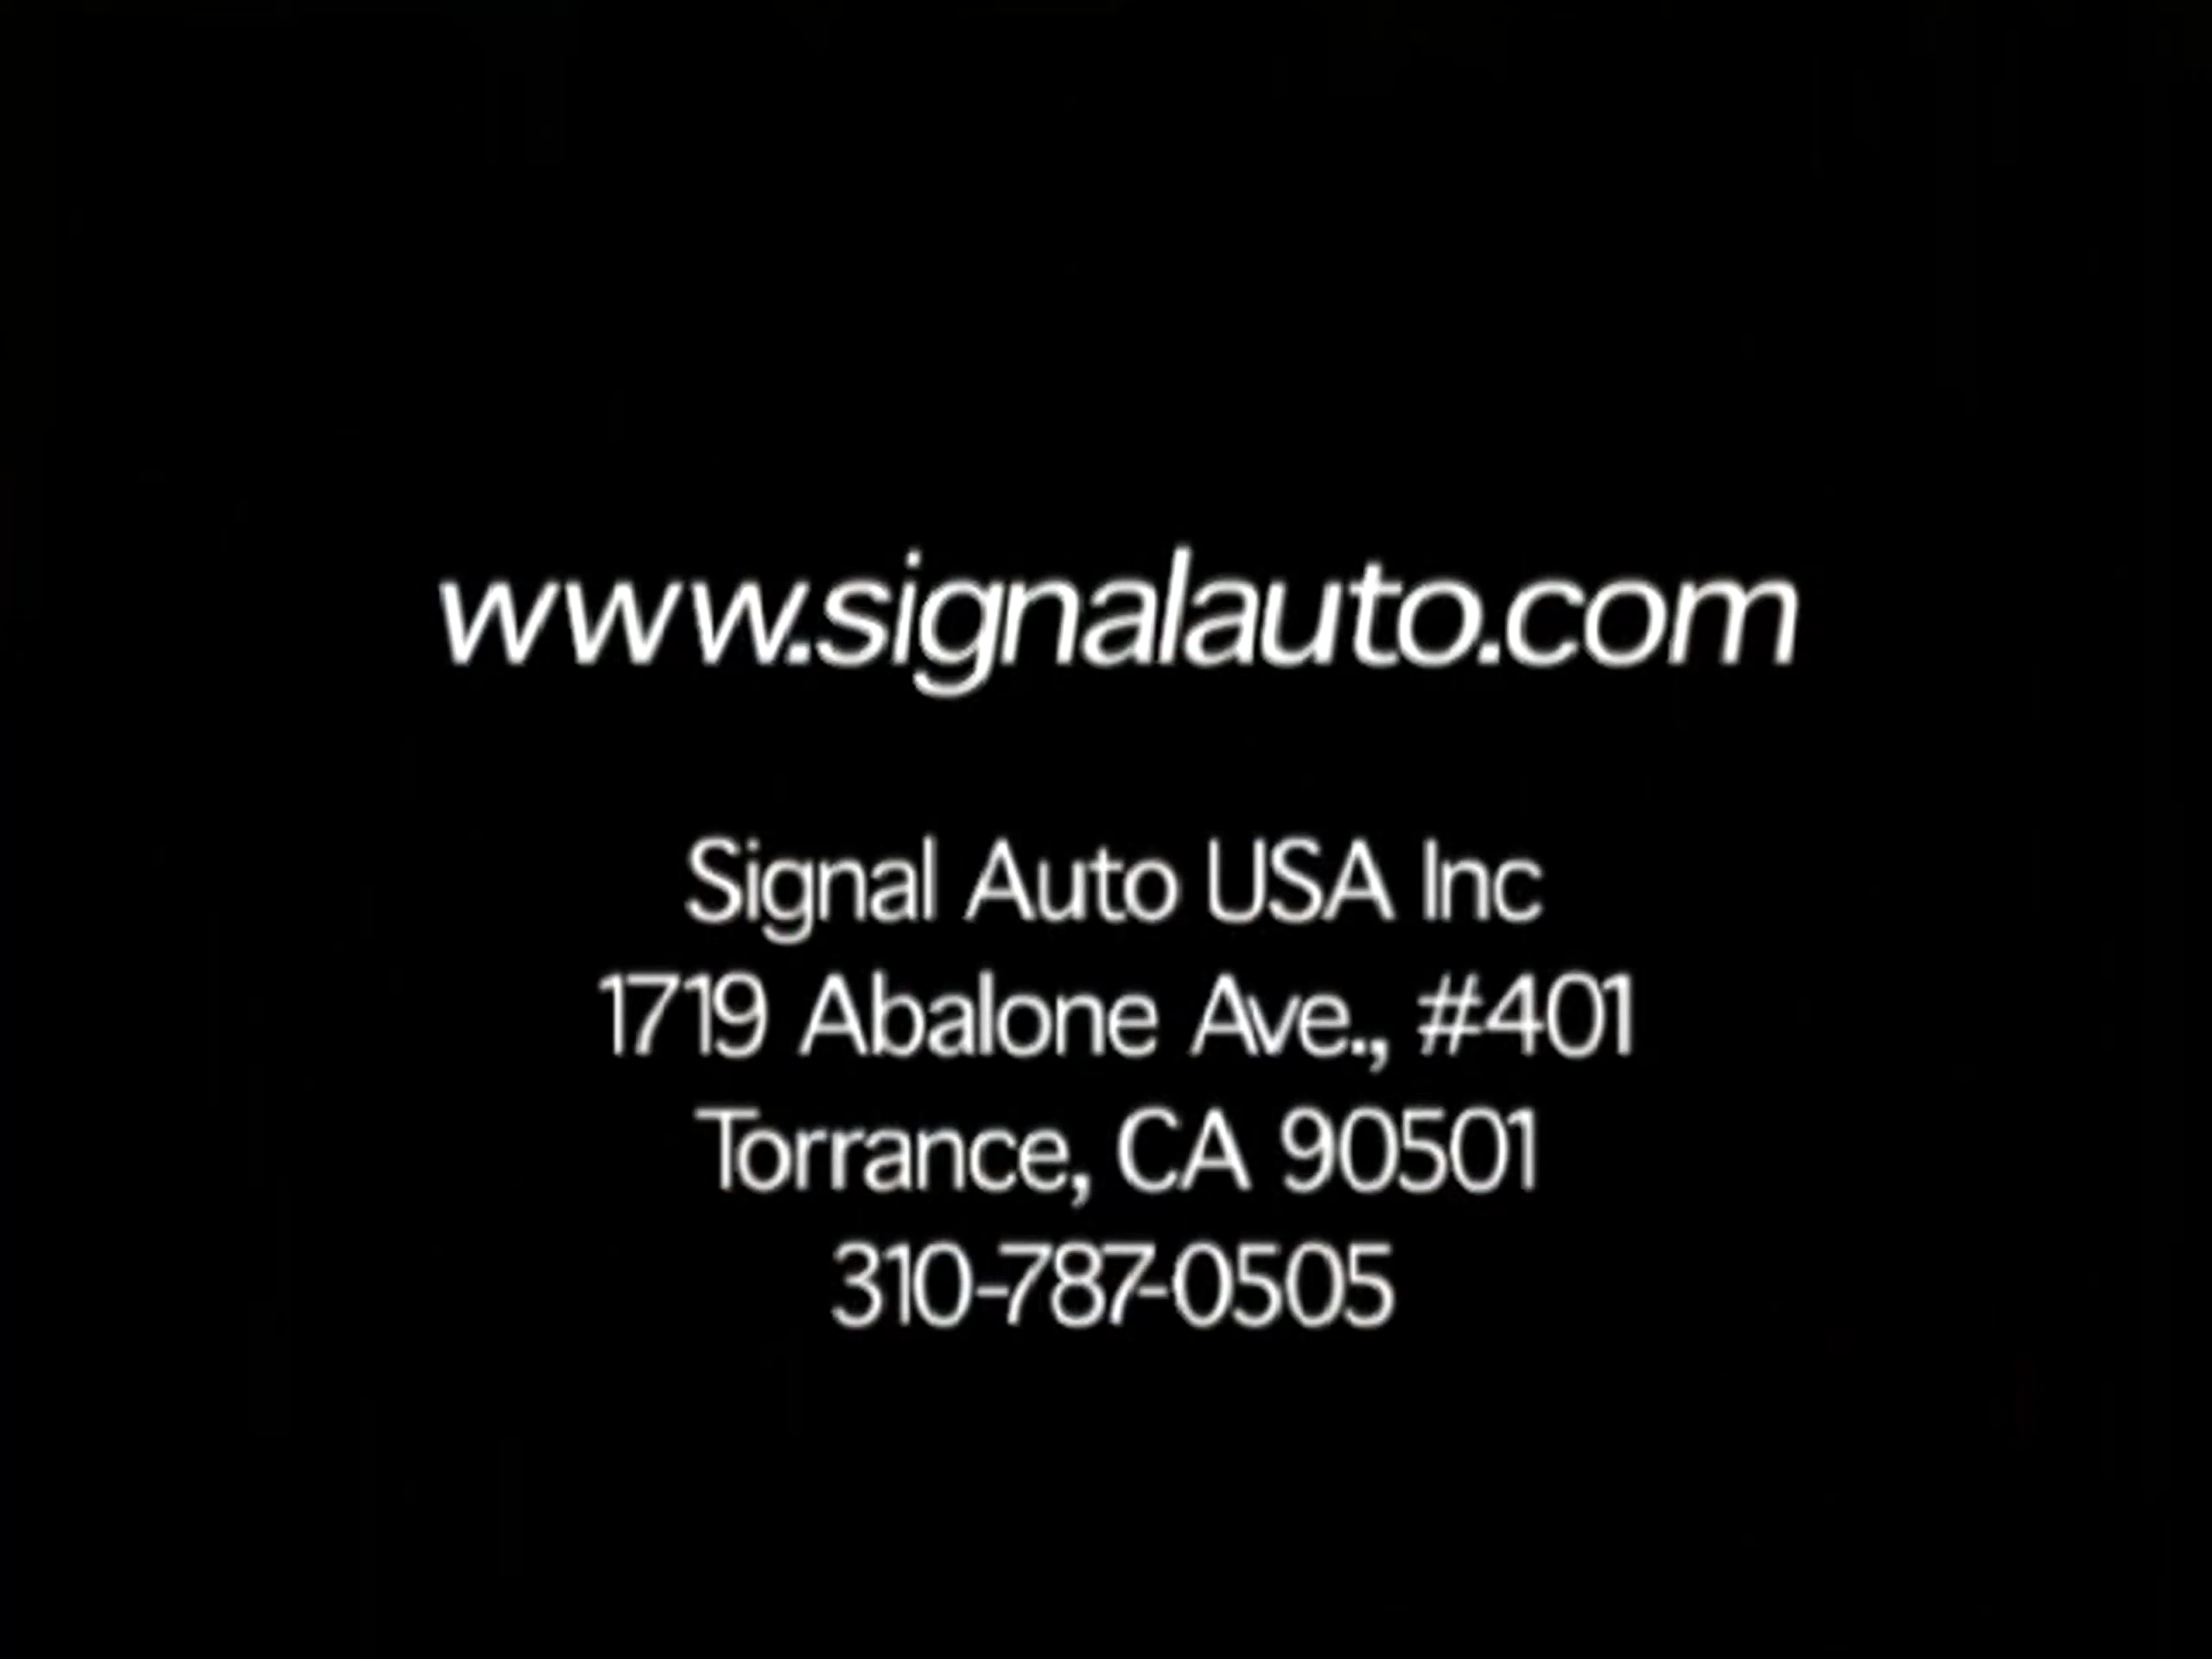 www.signalauto.com
Signal Auto USA Inc
1719 Abalone Ave., #401
Torrance, CA 90501
310-787-0505